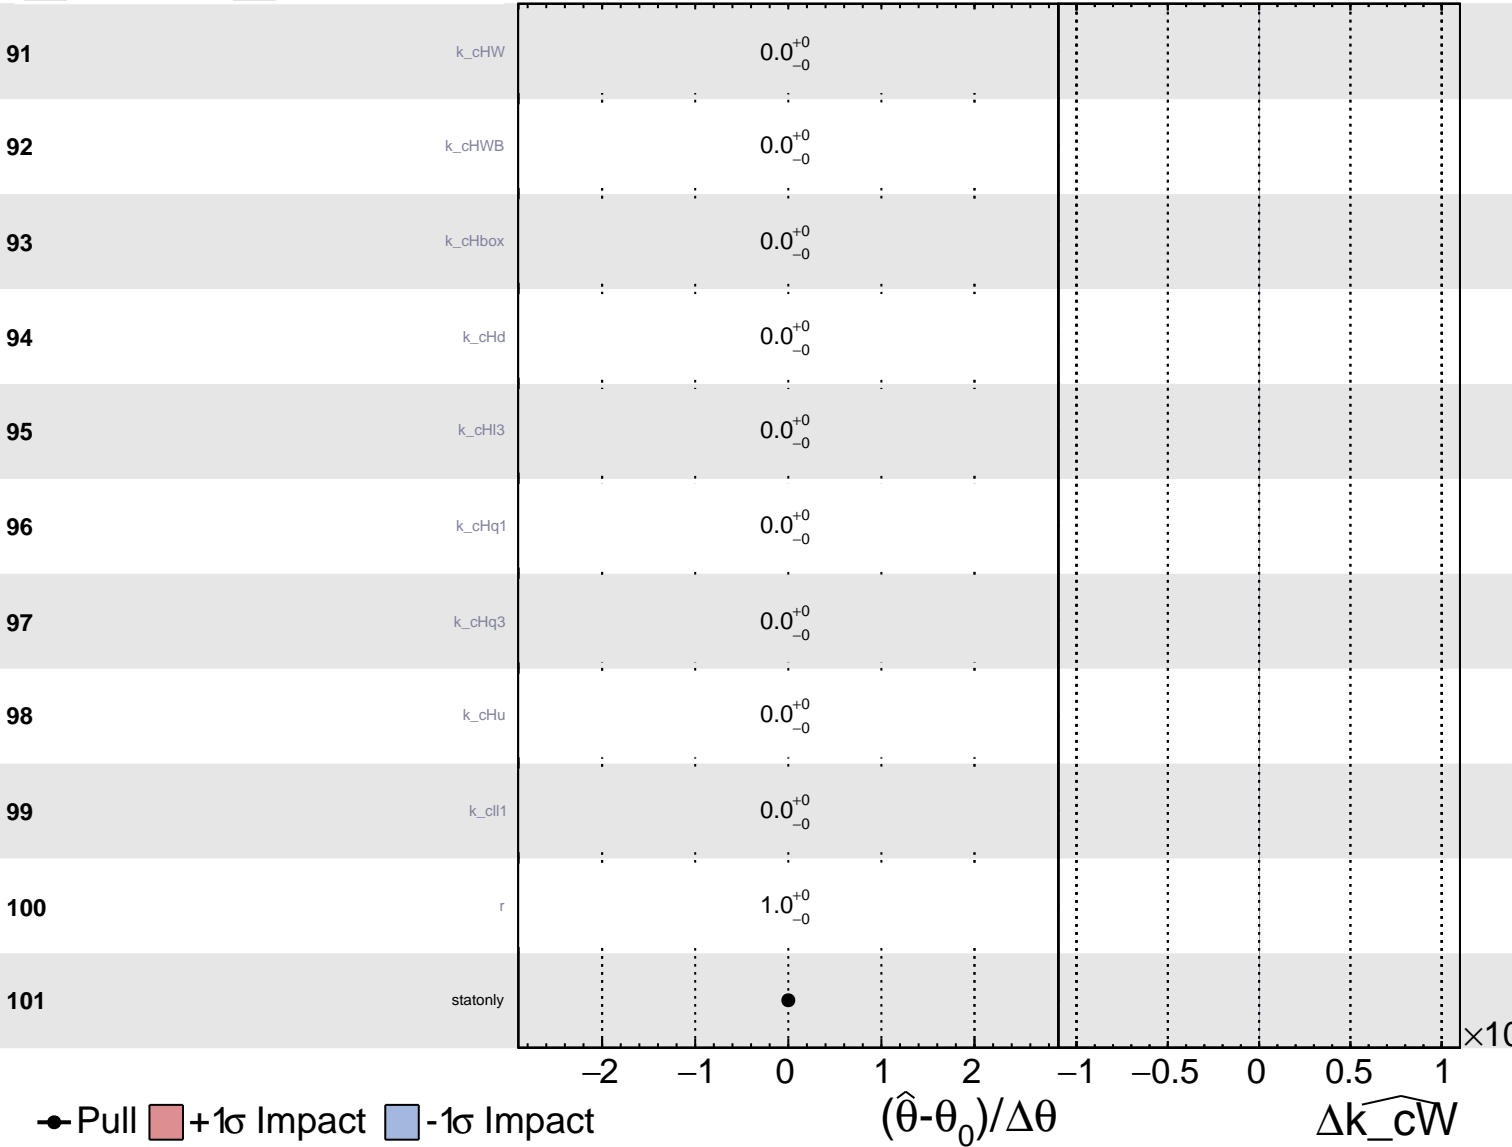 91 k_cHW 0.0 +0 −0
92 k_cHWB 0.0 +0 −0
93 k_cHbox 0.0 +0 −0
94 k_cHd 0.0 +0 −0
95 k_cHl3 0.0 +0 −0
96 k_cHq1 0.0 +0 −0
97 k_cHq3 0.0 +0 −0
98 k_cHu 0.0 +0 −0
99 k_cll1 0.0 +0 −0
100 r 1.0 +0 −0
101 statonly
×10
−2 −1 0 1 2 −1 −0.5 0 0.5 1
Pull +1σ Impact -1σ Impact (θ̂-θ₀)/Δθ Δk_cW